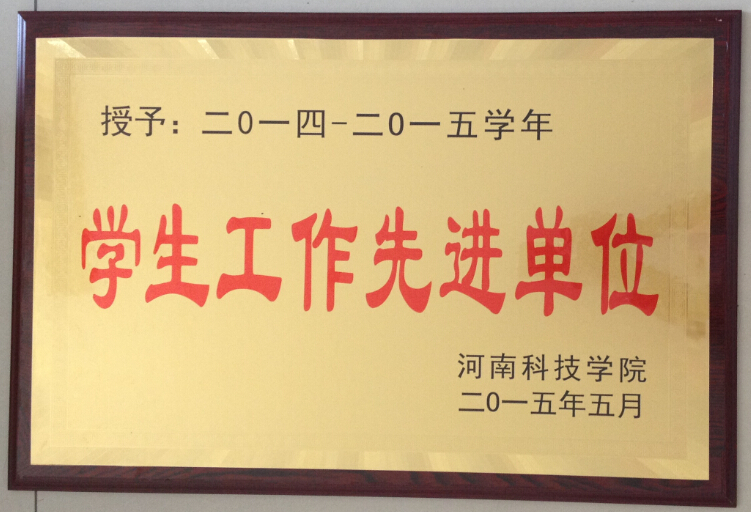 授予：二0一四-二0一五学年
学生工作先进单位
河南科技学院
二0一五年五月